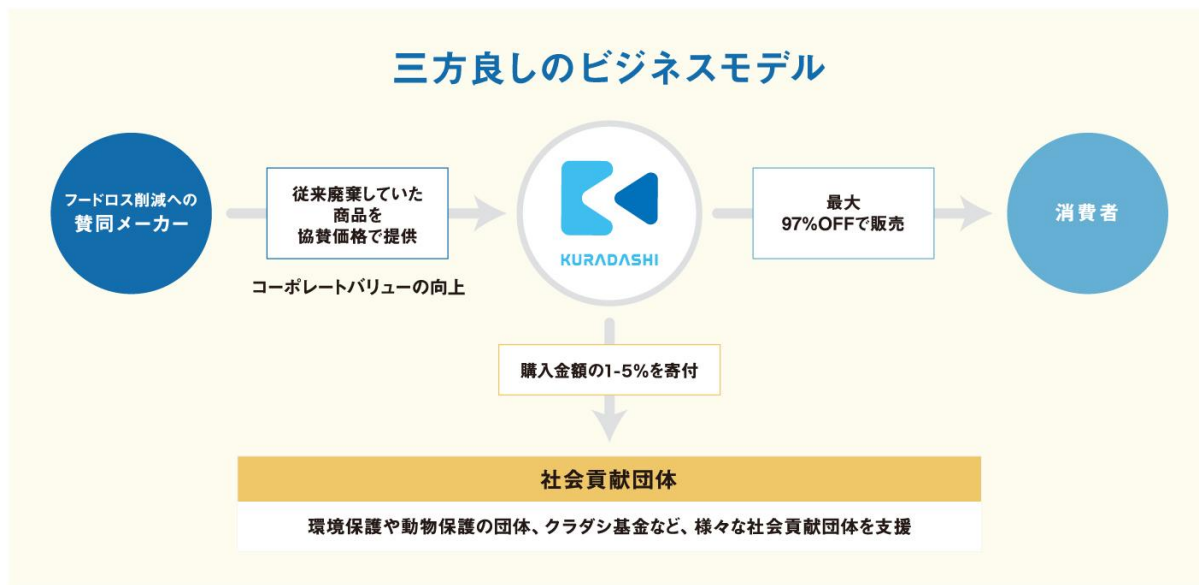 三方良しのビジネスモデル
フードロス削減への
賛同メーカー
従来廃棄していた
商品を
協賛価格で提供
コーポレートバリューの向上
KURADASHI
最大
97%OFFで販売
消費者
購入金額の1-5%を寄付
社会貢献団体
環境保護や動物保護の団体、クラダシ基金など、様々な社会貢献団体を支援